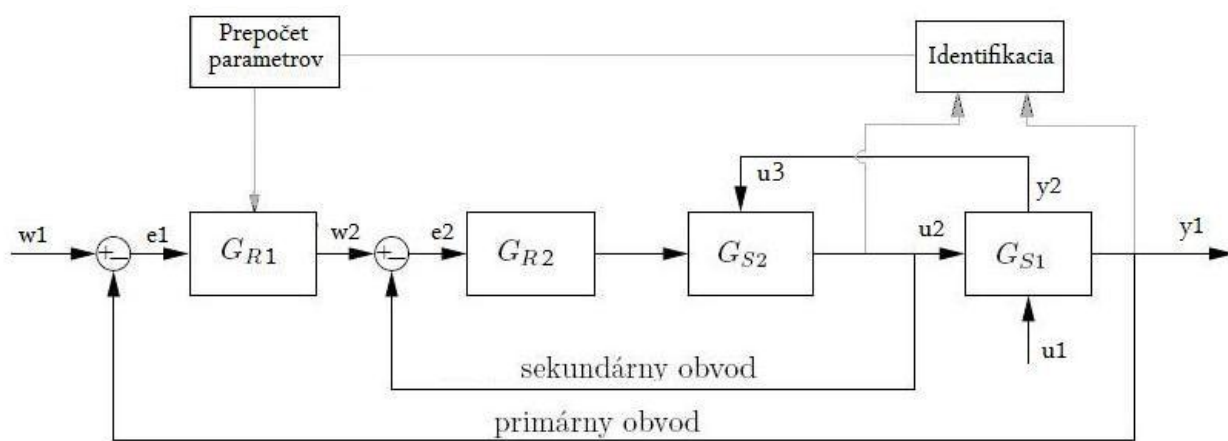 Prepočet
parametrov
Identifikacia
u3
y2
w1
+
−
e1
G_{R1}
w2
+
−
e2
G_{R2}
G_{S2}
u2
G_{S1}
y1
u1
sekundárny obvod
primárny obvod